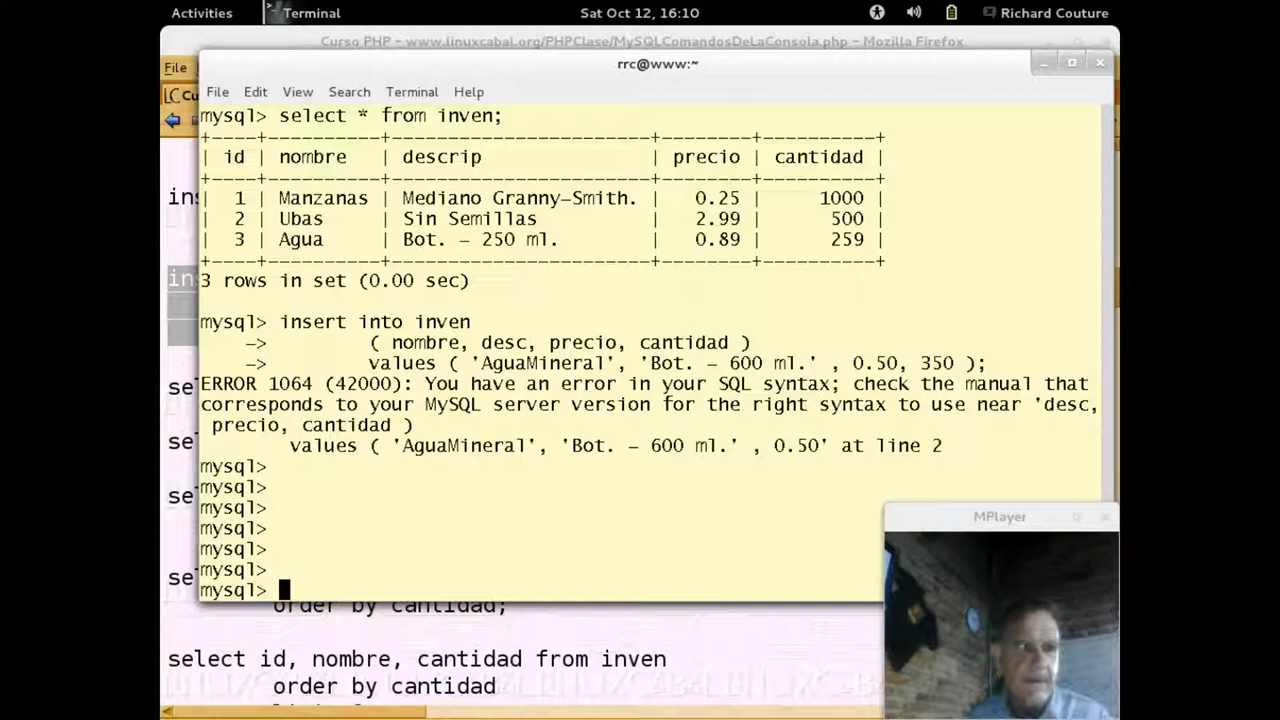 Activities Terminal Sat Oct 12, 16:10 Richard Couture
Curso PHP - www.linuxcabal.org/PHPClase/MySQLComandosDeLaConsola.php - Mozilla Firefox
File
rrc@www:~
File Edit View Search Terminal Help
Cu
mysql> select * from inven;
+----+----------+-----------------------+--------+----------+
| id | nombre | descrip | precio | cantidad |
+----+----------+-----------------------+--------+----------+
| 1 | Manzanas | Mediano Granny-Smith. | 0.25 | 1000 |
| 2 | Ubas | Sin Semillas | 2.99 | 500 |
| 3 | Agua | Bot. - 250 ml. | 0.89 | 259 |
+----+----------+-----------------------+--------+----------+
3 rows in set (0.00 sec)
mysql> insert into inven
-> ( nombre, desc, precio, cantidad )
-> values ( 'AguaMineral', 'Bot. - 600 ml.' , 0.50, 350 );
ERROR 1064 (42000): You have an error in your SQL syntax; check the manual that
corresponds to your MySQL server version for the right syntax to use near 'desc,
precio, cantidad )
values ( 'AguaMineral', 'Bot. - 600 ml.' , 0.50' at line 2
mysql>
mysql>
mysql>
mysql>
mysql>
mysql>
mysql>
ins
ins
se
se
se
se
order by cantidad;
select id, nombre, cantidad from inven
order by cantidad
MPlayer